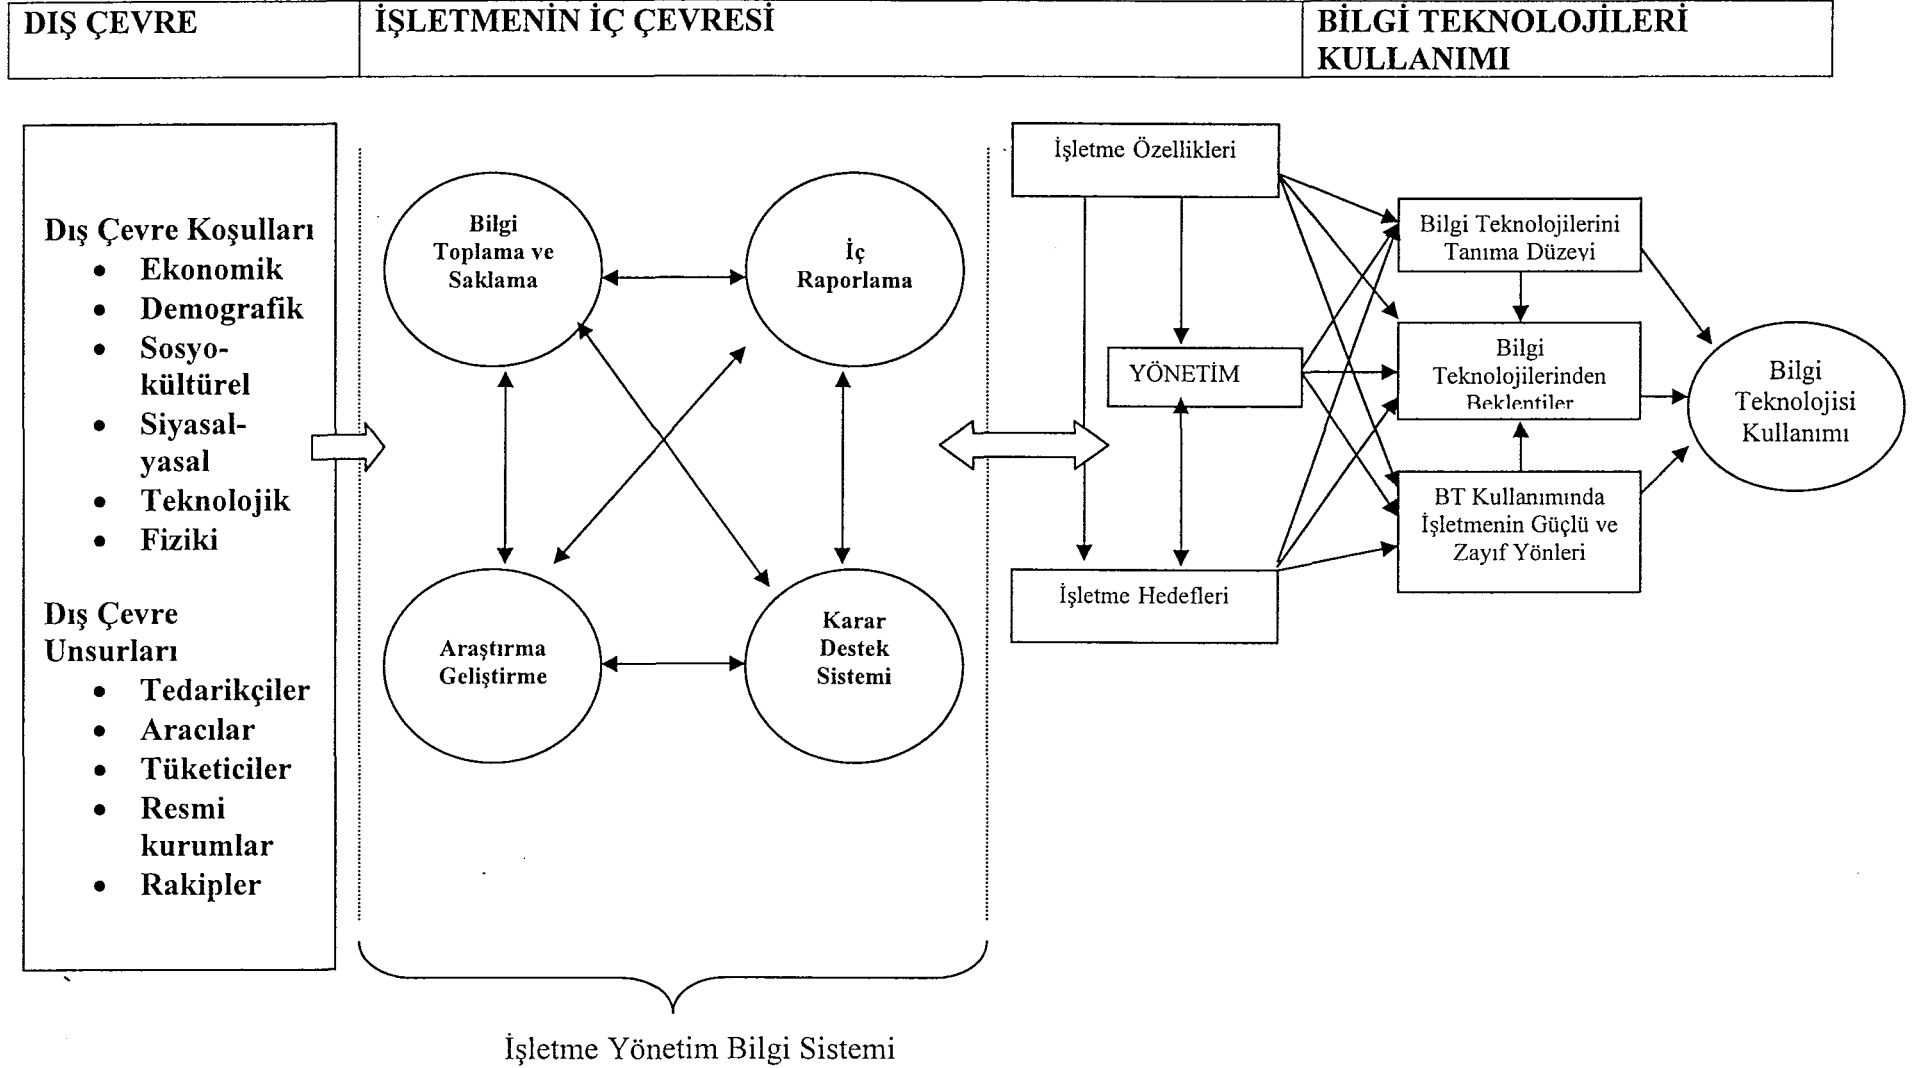 DIŞ ÇEVRE
İŞLETMENİN İÇ ÇEVRESİ
BİLGİ TEKNOLOJİLERİ
KULLANIMI
Dış Çevre Koşulları
• Ekonomik
• Demografik
• Sosyo-
kültürel
• Siyasal-
yasal
• Teknolojik
• Fiziki
Dış Çevre
Unsurları
• Tedarikçiler
• Aracılar
• Tüketiciler
• Resmi
kurumlar
• Rakipler
Bilgi
Toplama ve
Saklama
İç
Raporlama
Araştırma
Geliştirme
Karar
Destek
Sistemi
İşletme Yönetim Bilgi Sistemi
İşletme Özellikleri
YÖNETİM
İşletme Hedefleri
Bilgi Teknolojilerini
Tanıma Düzeyi
Bilgi
Teknolojilerinden
Beklentiler
BT Kullanımında
İşletmenin Güçlü ve
Zayıf Yönleri
Bilgi
Teknolojisi
Kullanımı